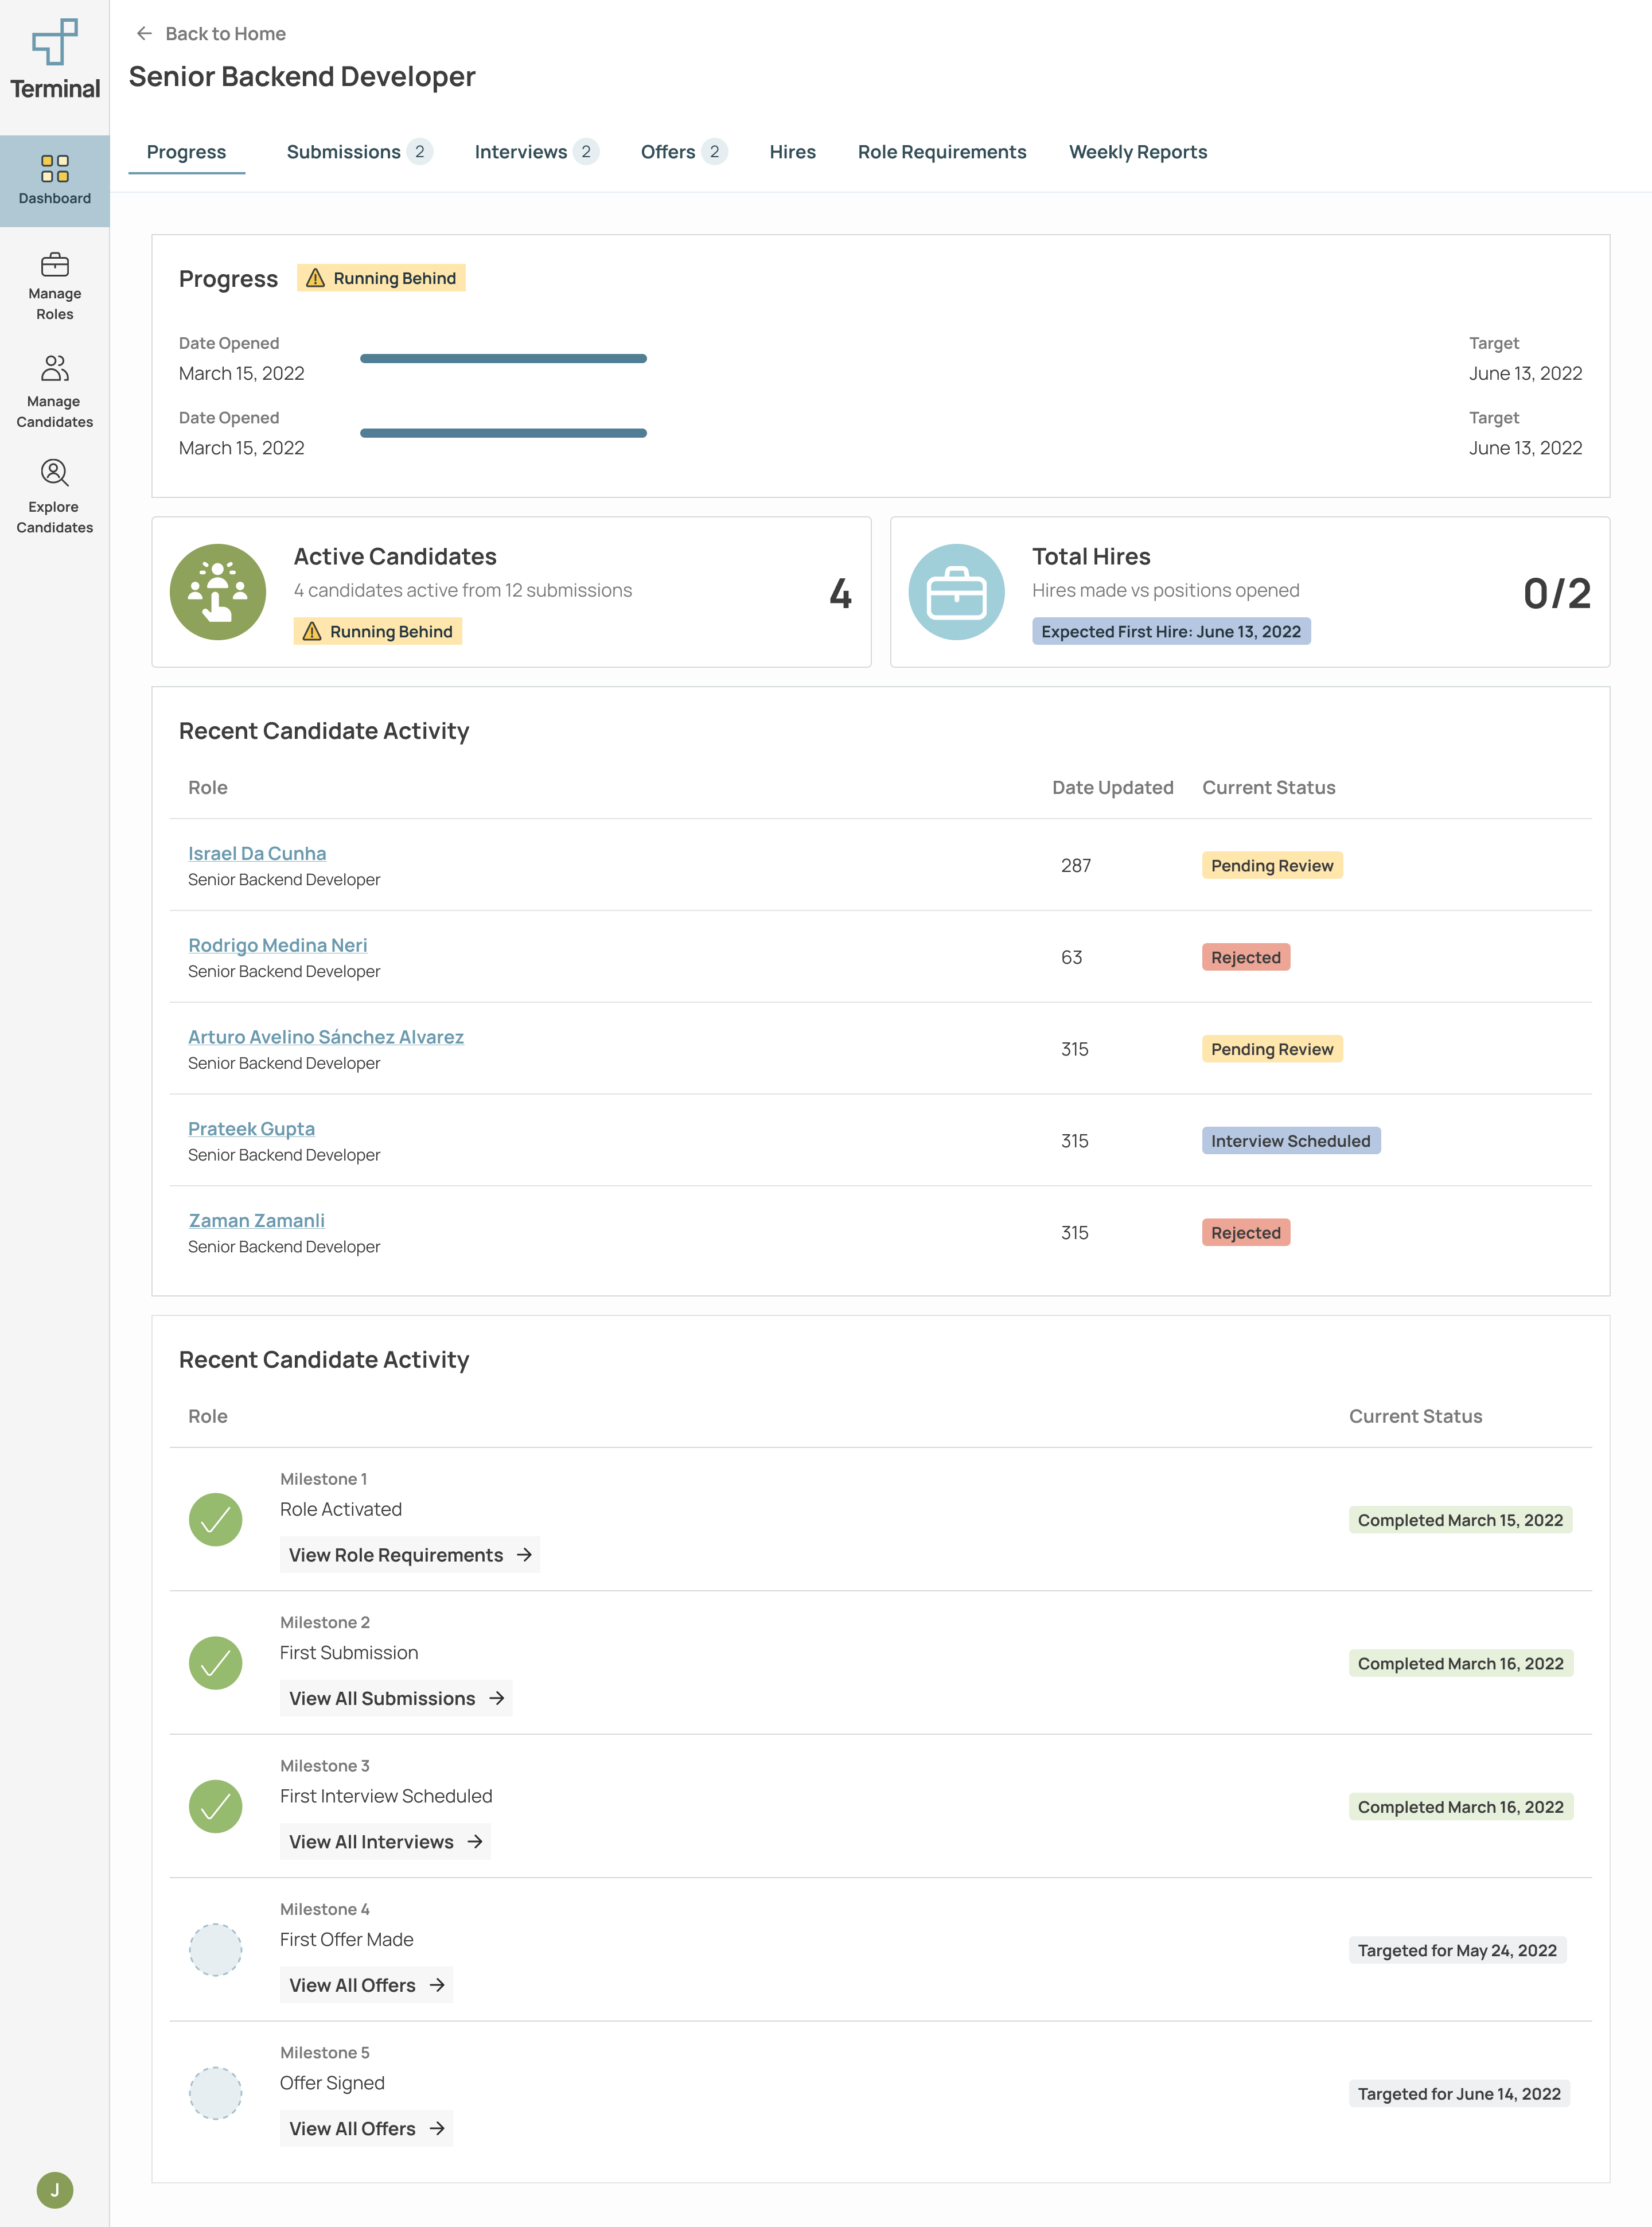 Terminal
Dashboard
Manage
Roles
Manage
Candidates
Explore
Candidates
J
Back to Home
Senior Backend Developer
Progress
Submissions 2
Interviews 2
Offers 2
Hires
Role Requirements
Weekly Reports
Progress
Running Behind
Date Opened
March 15, 2022
Target
June 13, 2022
Date Opened
March 15, 2022
Target
June 13, 2022
Active Candidates
4 candidates active from 12 submissions
Running Behind
4
Total Hires
Hires made vs positions opened
Expected First Hire: June 13, 2022
0/2
Recent Candidate Activity
Role Date Updated Current Status
Israel Da Cunha
Senior Backend Developer
287
Pending Review
Rodrigo Medina Neri
Senior Backend Developer
63
Rejected
Arturo Avelino Sánchez Alvarez
Senior Backend Developer
315
Pending Review
Prateek Gupta
Senior Backend Developer
315
Interview Scheduled
Zaman Zamanli
Senior Backend Developer
315
Rejected
Recent Candidate Activity
Role Current Status
Milestone 1
Role Activated
View Role Requirements
Completed March 15, 2022
Milestone 2
First Submission
View All Submissions
Completed March 16, 2022
Milestone 3
First Interview Scheduled
View All Interviews
Completed March 16, 2022
Milestone 4
First Offer Made
View All Offers
Targeted for May 24, 2022
Milestone 5
Offer Signed
View All Offers
Targeted for June 14, 2022